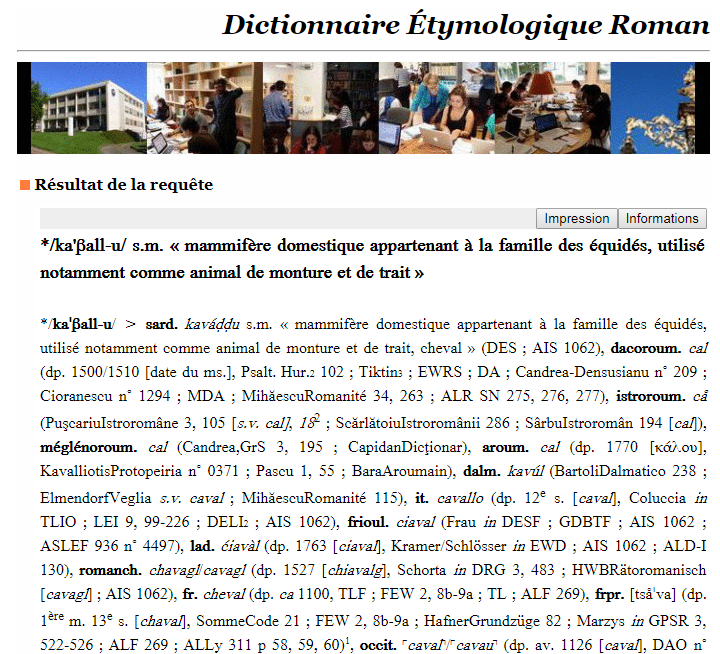 Dictionnaire Étymologique Roman
Résultat de la requête
Impression Informations
*/ka'βall-u/ s.m. « mammifère domestique appartenant à la famille des équidés, utilisé
notamment comme animal de monture et de trait »
*/ka'βall-u/ > sard. kaváḍḍu s.m. « mammifère domestique appartenant à la famille des équidés,
utilisé notamment comme animal de monture et de trait, cheval » (DES ; AIS 1062), dacoroum. cal
(dp. 1500/1510 [date du ms.], Psalt. Hur.2 102 ; Tiktin3 ; EWRS ; DA ; Candrea-Densusianu n° 209 ;
Cioranescu n° 1294 ; MDA ; MihăescuRomanité 34, 263 ; ALR SN 275, 276, 277), istroroum. cå
(PuşcariuIstroromâne 3, 105 [s.v. cal], 18² ; ScărlătoiuIstroromânii 286 ; SârbuIstroromân 194 [cal]),
méglénoroum. cal (Candrea,GrS 3, 195 ; CapidanDicţionar), aroum. cal (dp. 1770 [κάλου],
KavalliotisProtopeiria n° 0371 ; Pascu 1, 55 ; BaraAroumain), dalm. kavúl (BartoliDalmatico 238 ;
ElmendorfVeglia s.v. caval ; MihăescuRomanité 115), it. cavallo (dp. 12e s. [caval], Coluccia in
TLIO ; LEI 9, 99-226 ; DELI2 ; AIS 1062), frioul. ciaval (Frau in DESF ; GDBTF ; AIS 1062 ;
ASLEF 936 n° 4497), lad. éiavàl (dp. 1763 [ciaval], Kramer/Schlösser in EWD ; AIS 1062 ; ALD-I
130), romanch. chavagl/cavagl (dp. 1527 [chiavalg], Schorta in DRG 3, 483 ; HWBRätoromanisch
[cavagl] ; AIS 1062), fr. cheval (dp. ca 1100, TLF ; FEW 2, 8b-9a ; TL ; ALF 269), frpr. [tså'va] (dp.
1ère m. 13e s. [chaval], SommeCode 21 ; FEW 2, 8b-9a ; HafnerGrundzüge 82 ; Marzys in GPSR 3,
522-526 ; ALF 269 ; ALLy 311 p 58, 59, 60)¹, occit. ⌜caval⌝/⌜cavau⌝ (dp. av. 1126 [caval], DAO n°